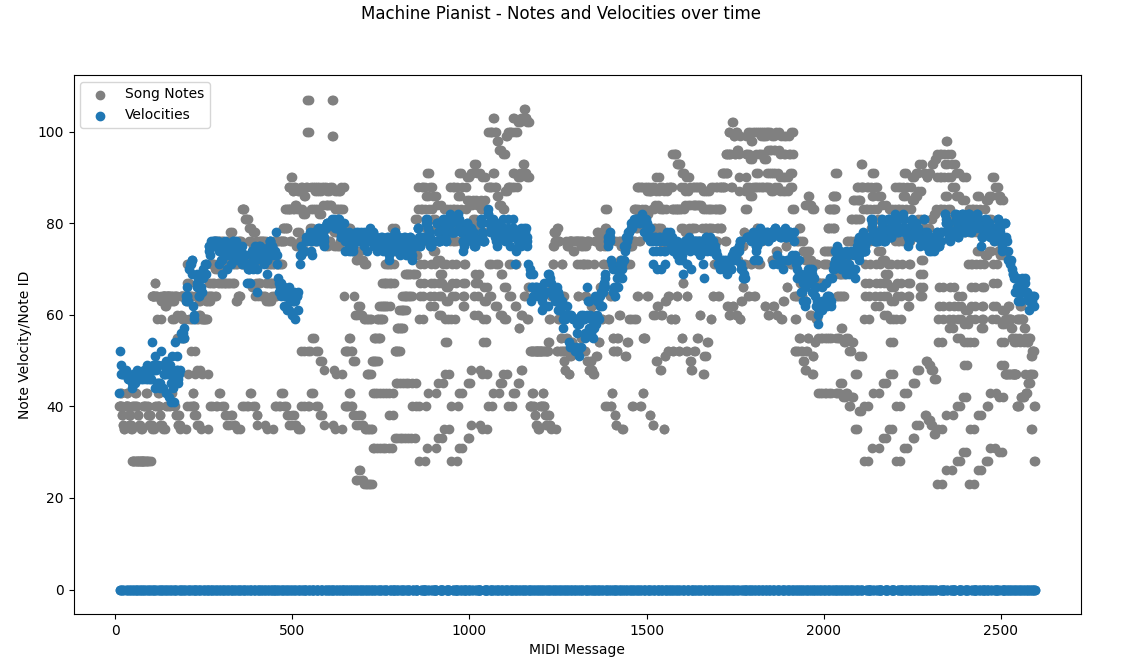 Machine Pianist - Notes and Velocities over time
Song Notes
Velocities
100
80
60
40
20
0
Note Velocity/Note ID
0 500 1000 1500 2000 2500
MIDI Message